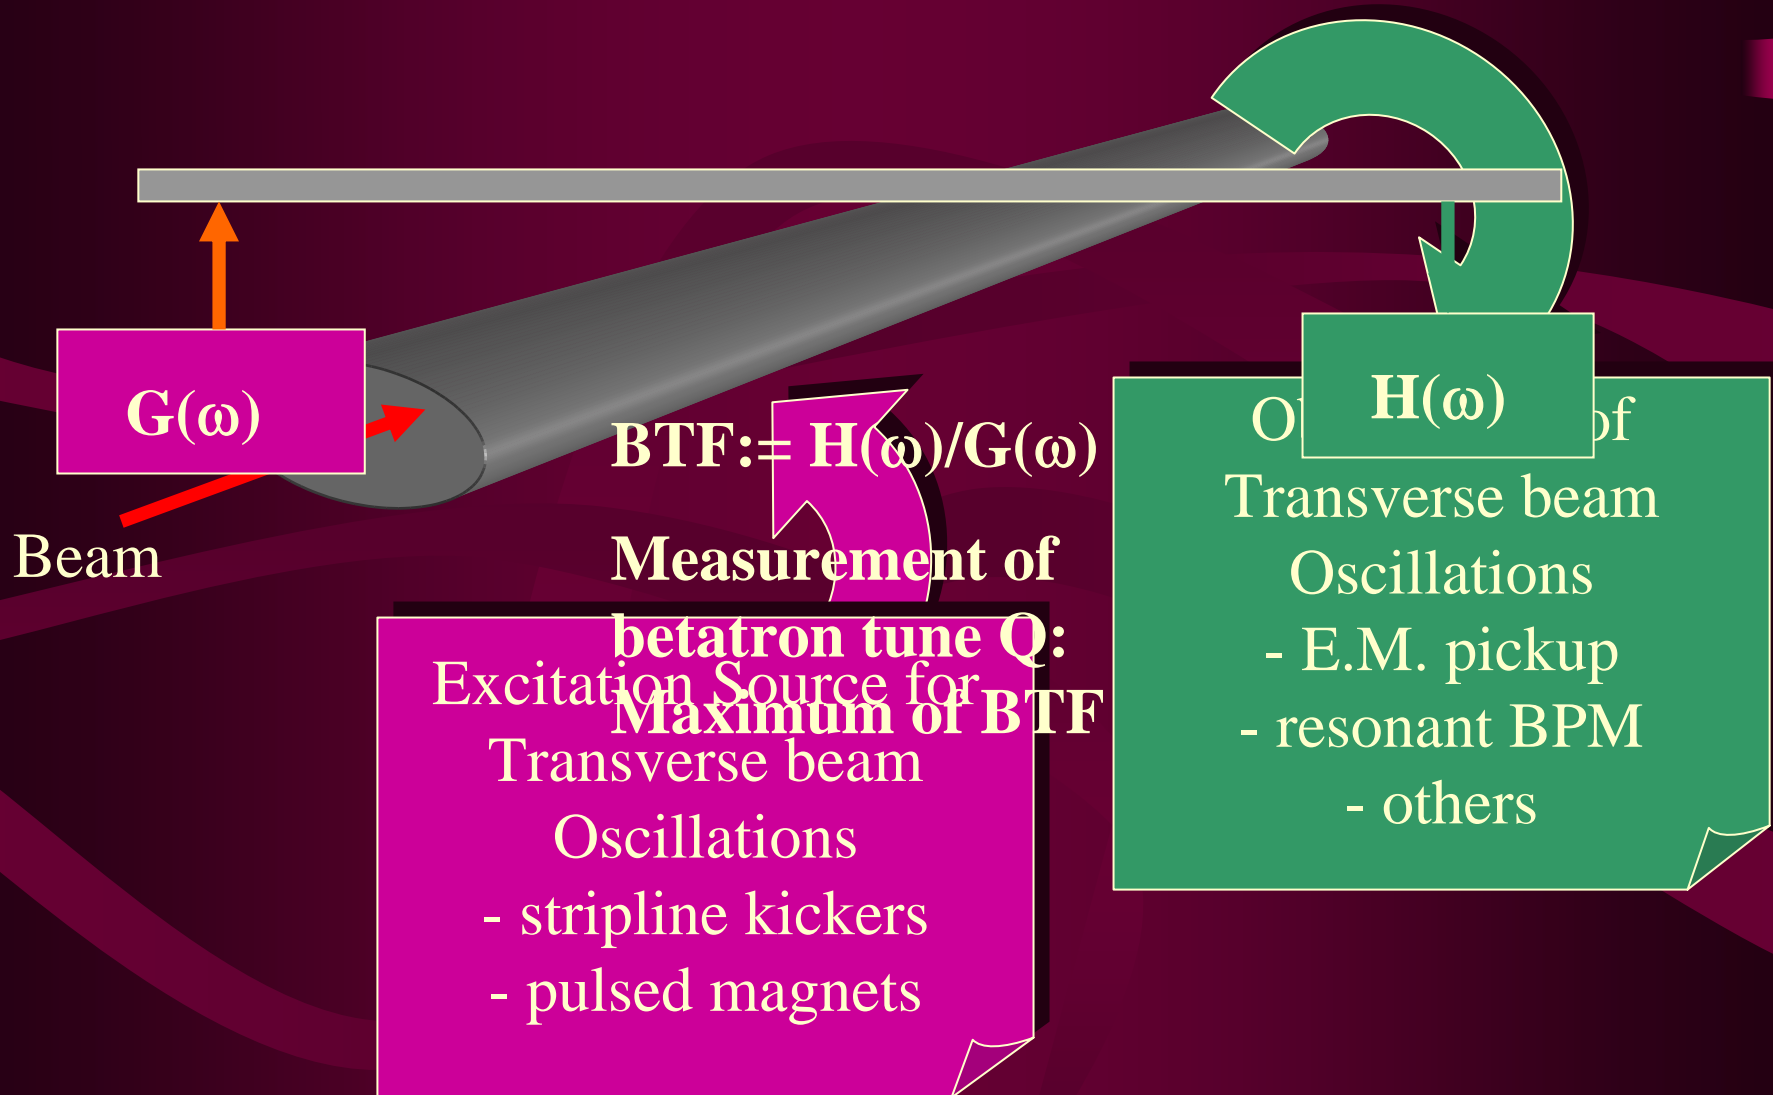 G(ω)
Beam
BTF:= H(ω)/G(ω)
Measurement of
betatron tune Q:
Maximum of BTF
Excitation Source for
Transverse beam
Oscillations
- stripline kickers
- pulsed magnets
H(ω)
of
Transverse beam
Oscillations
- E.M. pickup
- resonant BPM
- others